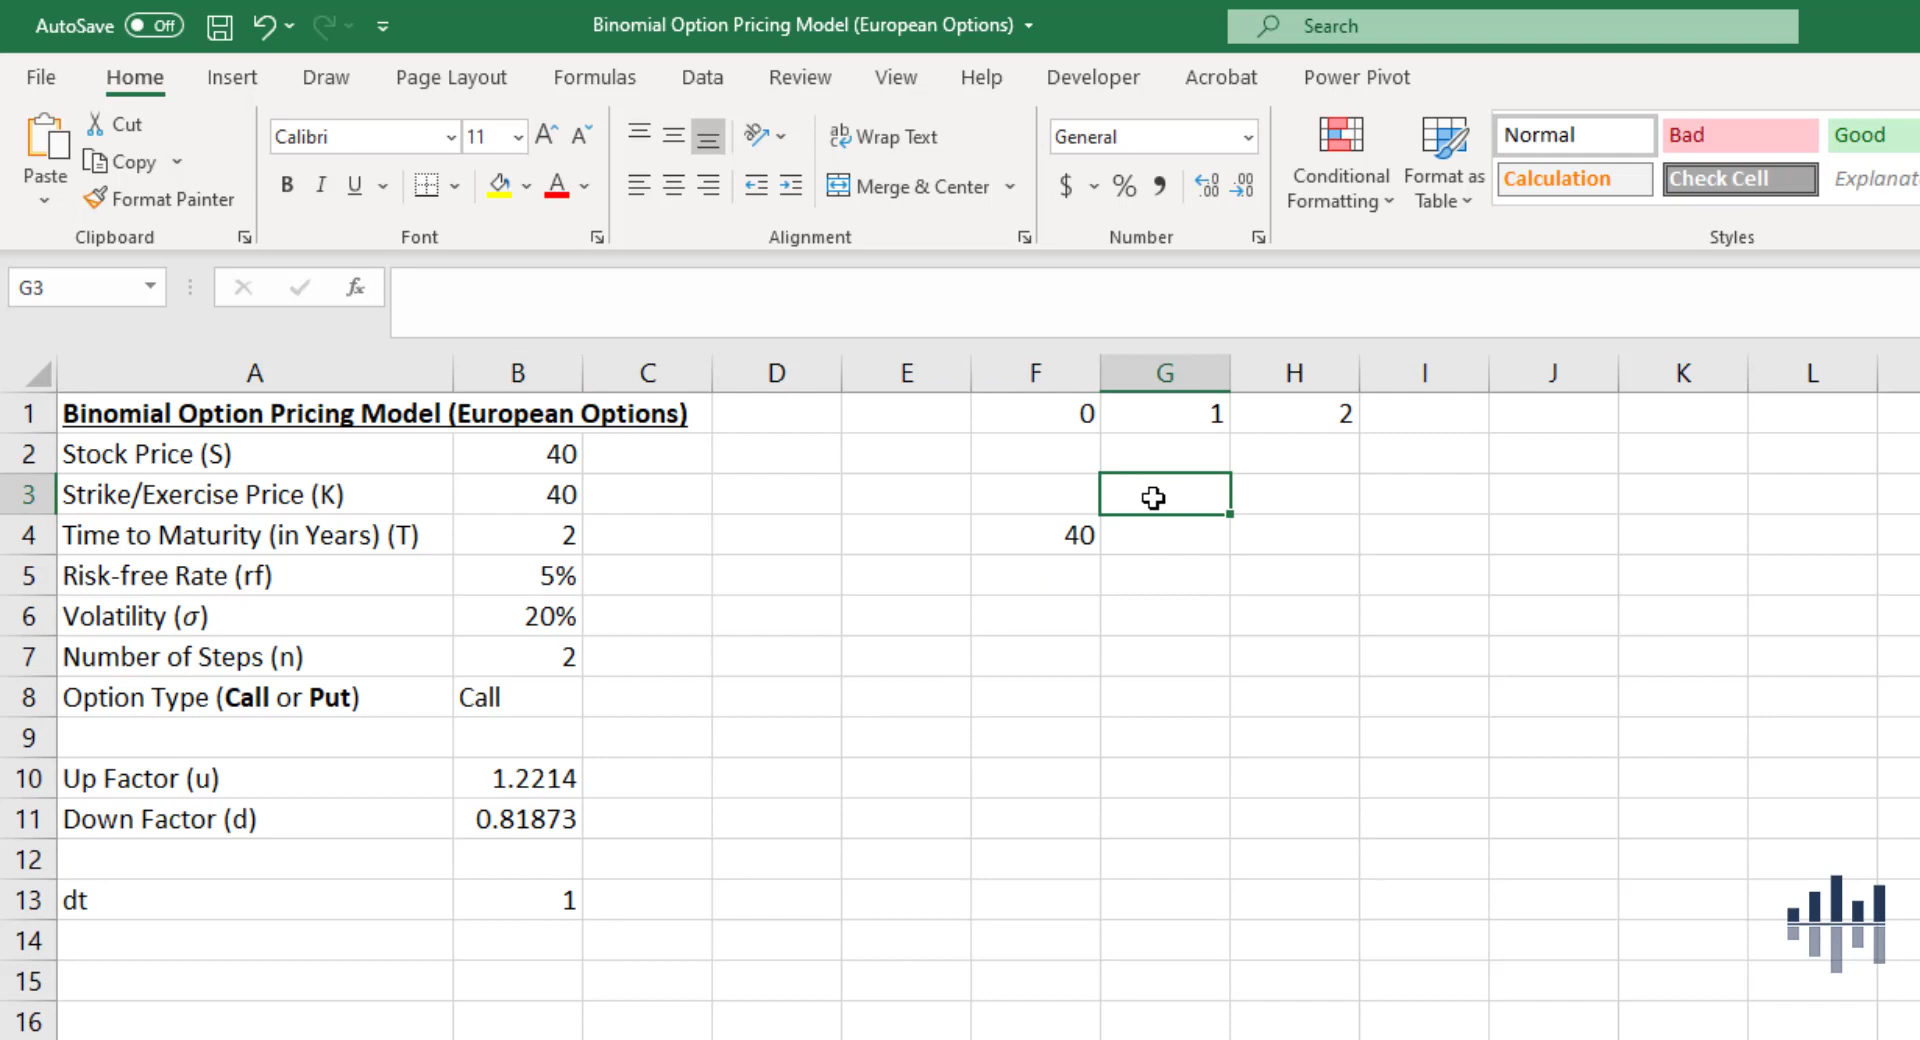 AutoSave Off Binomial Option Pricing Model (European Options) Search
File Home Insert Draw Page Layout Formulas Data Review View Help Developer Acrobat Power Pivot
Paste
Cut
Copy
Format Painter
Clipboard
Calibri 11
B I U A
Font
ab Wrap Text
Merge & Center
Alignment
General
$ % 9 .00 .00
Number
Conditional Formatting
Format as Table
Normal Bad Good
Calculation Check Cell Explanat
Styles
G3 fx
A B C D E F G H I J K L
1 Binomial Option Pricing Model (European Options) 0 1 2
2 Stock Price (S) 40
3 Strike/Exercise Price (K) 40
4 Time to Maturity (in Years) (T) 2 40
5 Risk-free Rate (rf) 5%
6 Volatility (σ) 20%
7 Number of Steps (n) 2
8 Option Type (Call or Put) Call
9
10 Up Factor (u) 1.2214
11 Down Factor (d) 0.81873
12
13 dt 1
14
15
16